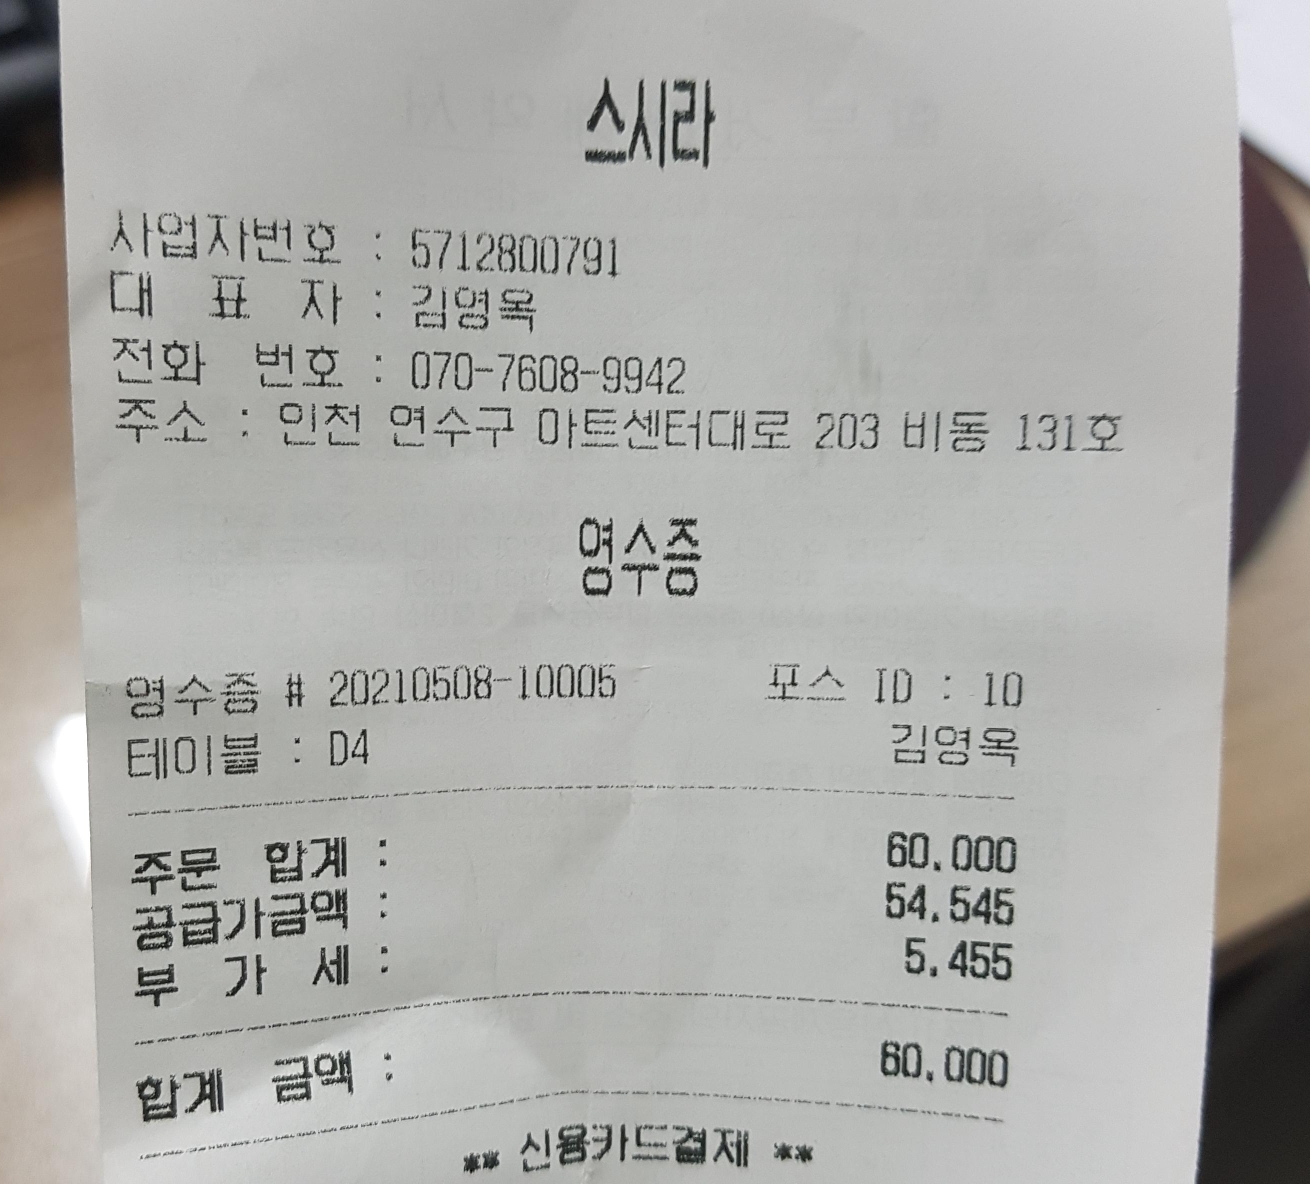 스시라
사업자번호 : 5712800791
대 표 자 : 김영옥
전화 번호 : 070-7608-9942
주소 : 인천 연수구 아트센터대로 203 비동 131호
영수증
영수증 # 20210508-10005 포스 ID : 10
테이블 : D4 김영옥
주문 합계 : 60,000
공급가금액 : 54,545
부 가 세 : 5,455
합계 금액 : 60,000
** 신용카드결제 **